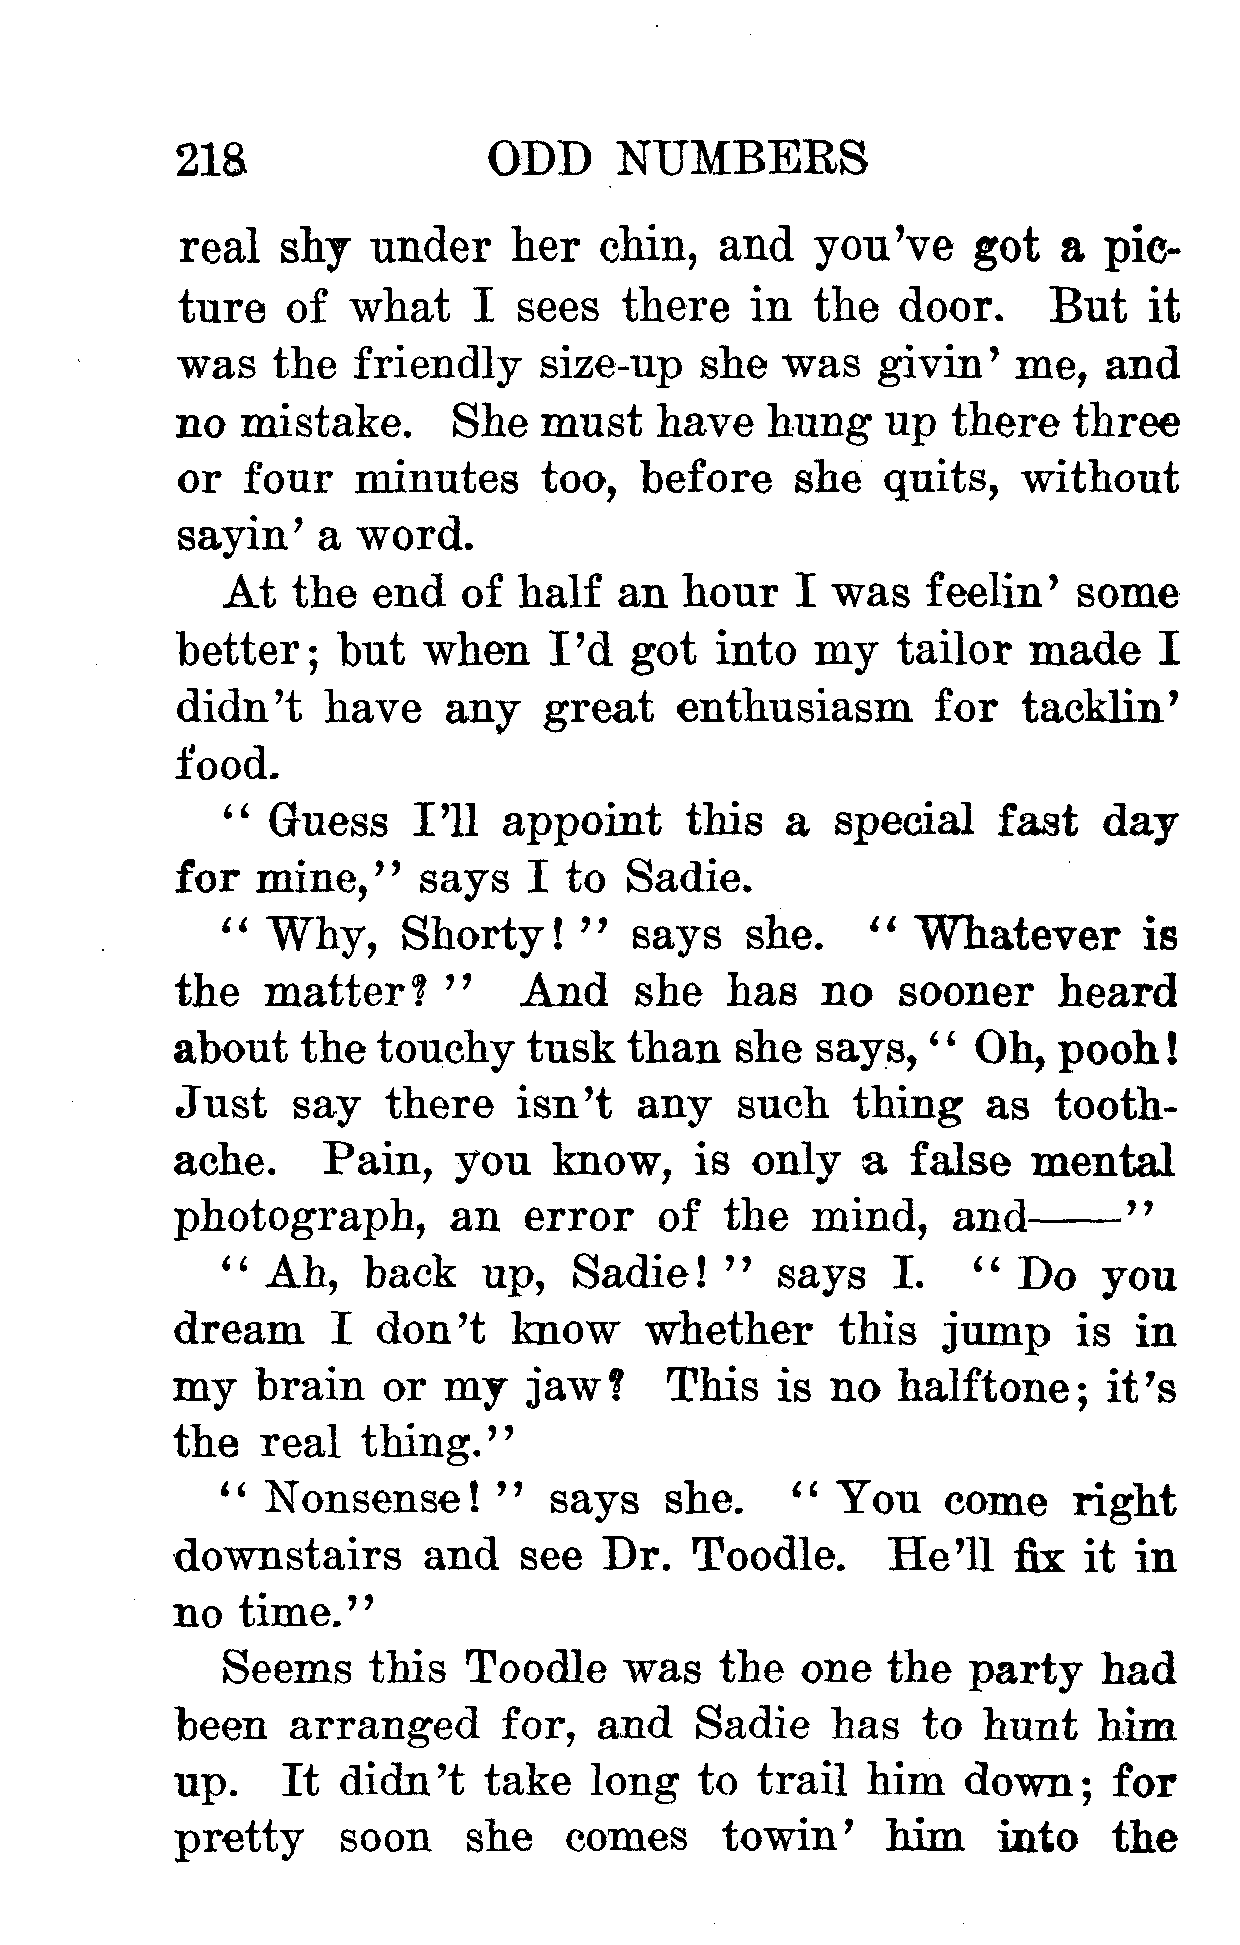 218 ODD NUMBERS
real shy under her chin, and you've got a pic-
ture of what I sees there in the door. But it
was the friendly size-up she was givin' me, and
no mistake. She must have hung up there three
or four minutes too, before she quits, without
sayin' a word.
At the end of half an hour I was feelin' some
better; but when I'd got into my tailor made I
didn't have any great enthusiasm for tacklin'
food.
"Guess I'll appoint this a special fast day
for mine," says I to Sadie.
"Why, Shorty!" says she. "Whatever is
the matter?" And she has no sooner heard
about the touchy tusk than she says, "Oh, pooh!
Just say there isn't any such thing as tooth-
ache. Pain, you know, is only a false mental
photograph, an error of the mind, and——"
"Ah, back up, Sadie!" says I. "Do you
dream I don't know whether this jump is in
my brain or my jaw? This is no halftone; it's
the real thing."
"Nonsense!" says she. "You come right
downstairs and see Dr. Toodle. He'll fix it in
no time."
Seems this Toodle was the one the party had
been arranged for, and Sadie has to hunt him
up. It didn't take long to trail him down; for
pretty soon she comes towin' him into the